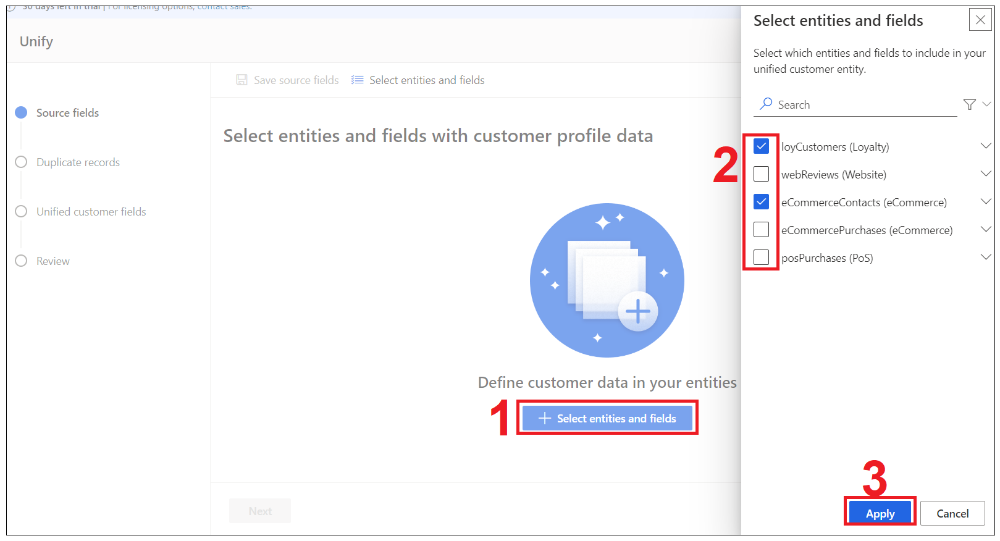 30 days left in trial | For licensing options, contact sales.
Unify
Save source fields
Select entities and fields
Source fields
Duplicate records
Unified customer fields
Review
Select entities and fields with customer profile data
Define customer data in your entities
1
Select entities and fields
Next
Select entities and fields
Select which entities and fields to include in your
unified customer entity.
Search
2
loyCustomers (Loyalty)
webReviews (Website)
eCommerceContacts (eCommerce)
eCommercePurchases (eCommerce)
posPurchases (PoS)
3
Apply
Cancel